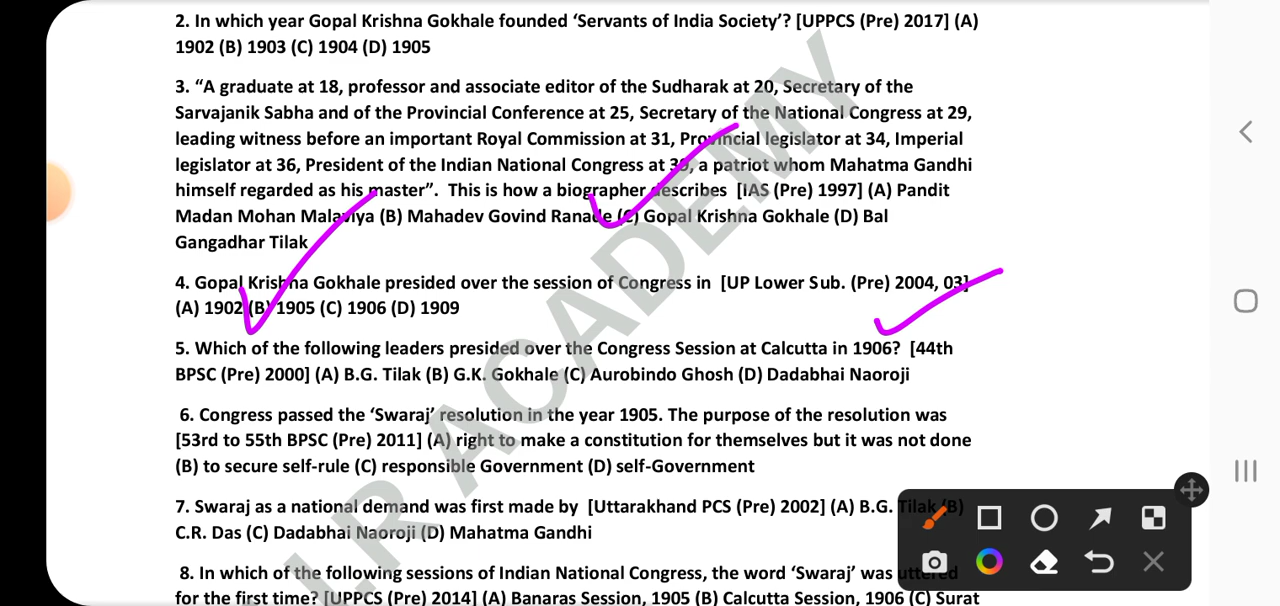 2. In which year Gopal Krishna Gokhale founded ‘Servants of India Society’? [UPPCS (Pre) 2017] (A)
1902 (B) 1903 (C) 1904 (D) 1905
3. “A graduate at 18, professor and associate editor of the Sudharak at 20, Secretary of the
Sarvajanik Sabha and of the Provincial Conference at 25, Secretary of the National Congress at 29,
leading witness before an important Royal Commission at 31, Provincial legislator at 34, Imperial
legislator at 36, President of the Indian National Congress at 39, a patriot whom Mahatma Gandhi
himself regarded as his master”. This is how a biographer describes [IAS (Pre) 1997] (A) Pandit
Madan Mohan Malaviya (B) Mahadev Govind Ranade (C) Gopal Krishna Gokhale (D) Bal
Gangadhar Tilak
4. Gopal Krishna Gokhale presided over the session of Congress in [UP Lower Sub. (Pre) 2004, 03]
(A) 1902 (B) 1905 (C) 1906 (D) 1909
5. Which of the following leaders presided over the Congress Session at Calcutta in 1906? [44th
BPSC (Pre) 2000] (A) B.G. Tilak (B) G.K. Gokhale (C) Aurobindo Ghosh (D) Dadabhai Naoroji
6. Congress passed the ‘Swaraj’ resolution in the year 1905. The purpose of the resolution was
[53rd to 55th BPSC (Pre) 2011] (A) right to make a constitution for themselves but it was not done
(B) to secure self-rule (C) responsible Government (D) self-Government
7. Swaraj as a national demand was first made by [Uttarakhand PCS (Pre) 2002] (A) B.G. Tilak (B)
C.R. Das (C) Dadabhai Naoroji (D) Mahatma Gandhi
8. In which of the following sessions of Indian National Congress, the word ‘Swaraj’ was uttered
for the first time? [UPPCS (Pre) 2014] (A) Banaras Session, 1905 (B) Calcutta Session, 1906 (C) Surat
I.R ACADEMY